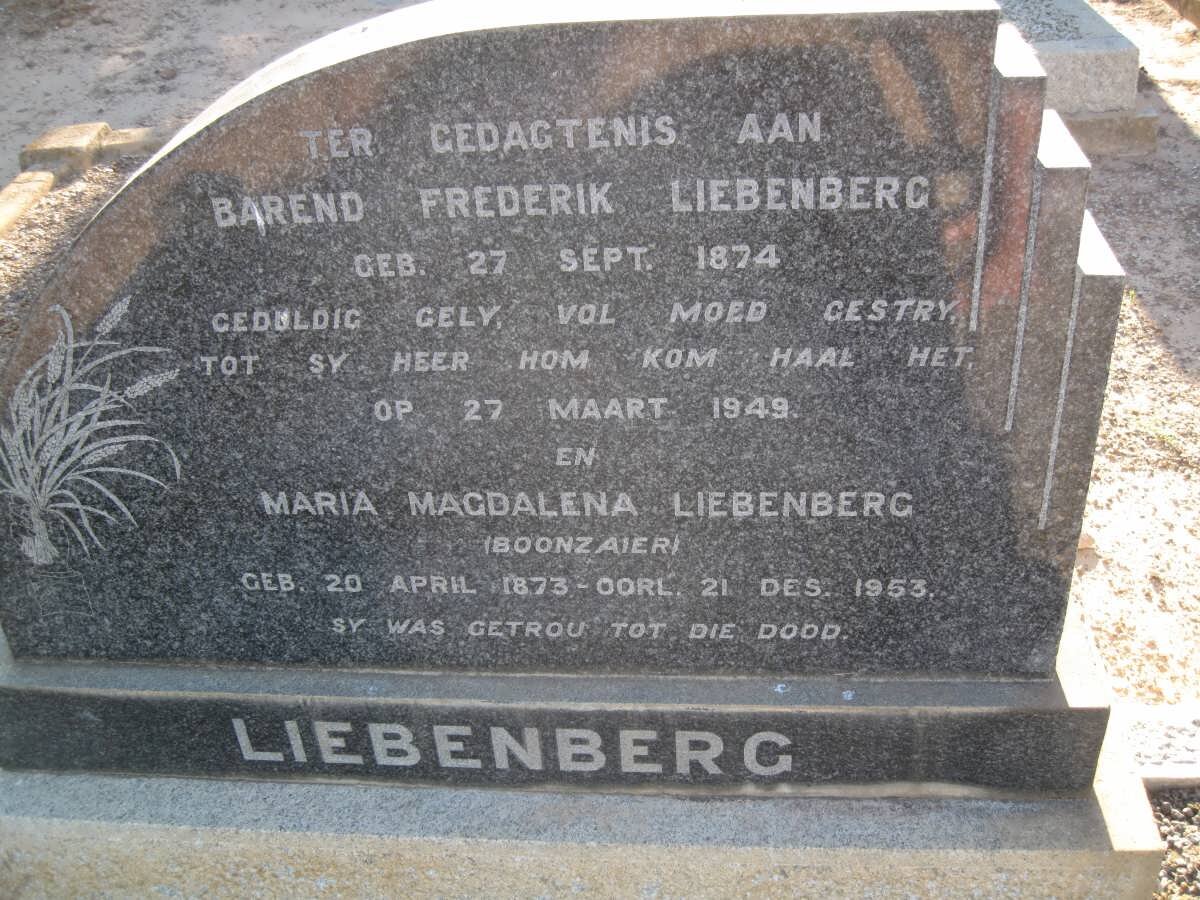 TER GEDAGTENIS AAN
BAREND FREDERIK LIEBENBERG
GEB. 27 SEPT. 1874
GEDULDIG GELY, VOL MOED GESTRY,
TOT SY HEER HOM KOM HAAL HET,
OP 27 MAART 1949.
EN
MARIA MAGDALENA LIEBENBERG
(BOONZAIER)
GEB. 20 APRIL 1873 - OORL. 21 DES. 1953.
SY WAS GETROU TOT DIE DOOD.
LIEBENBERG